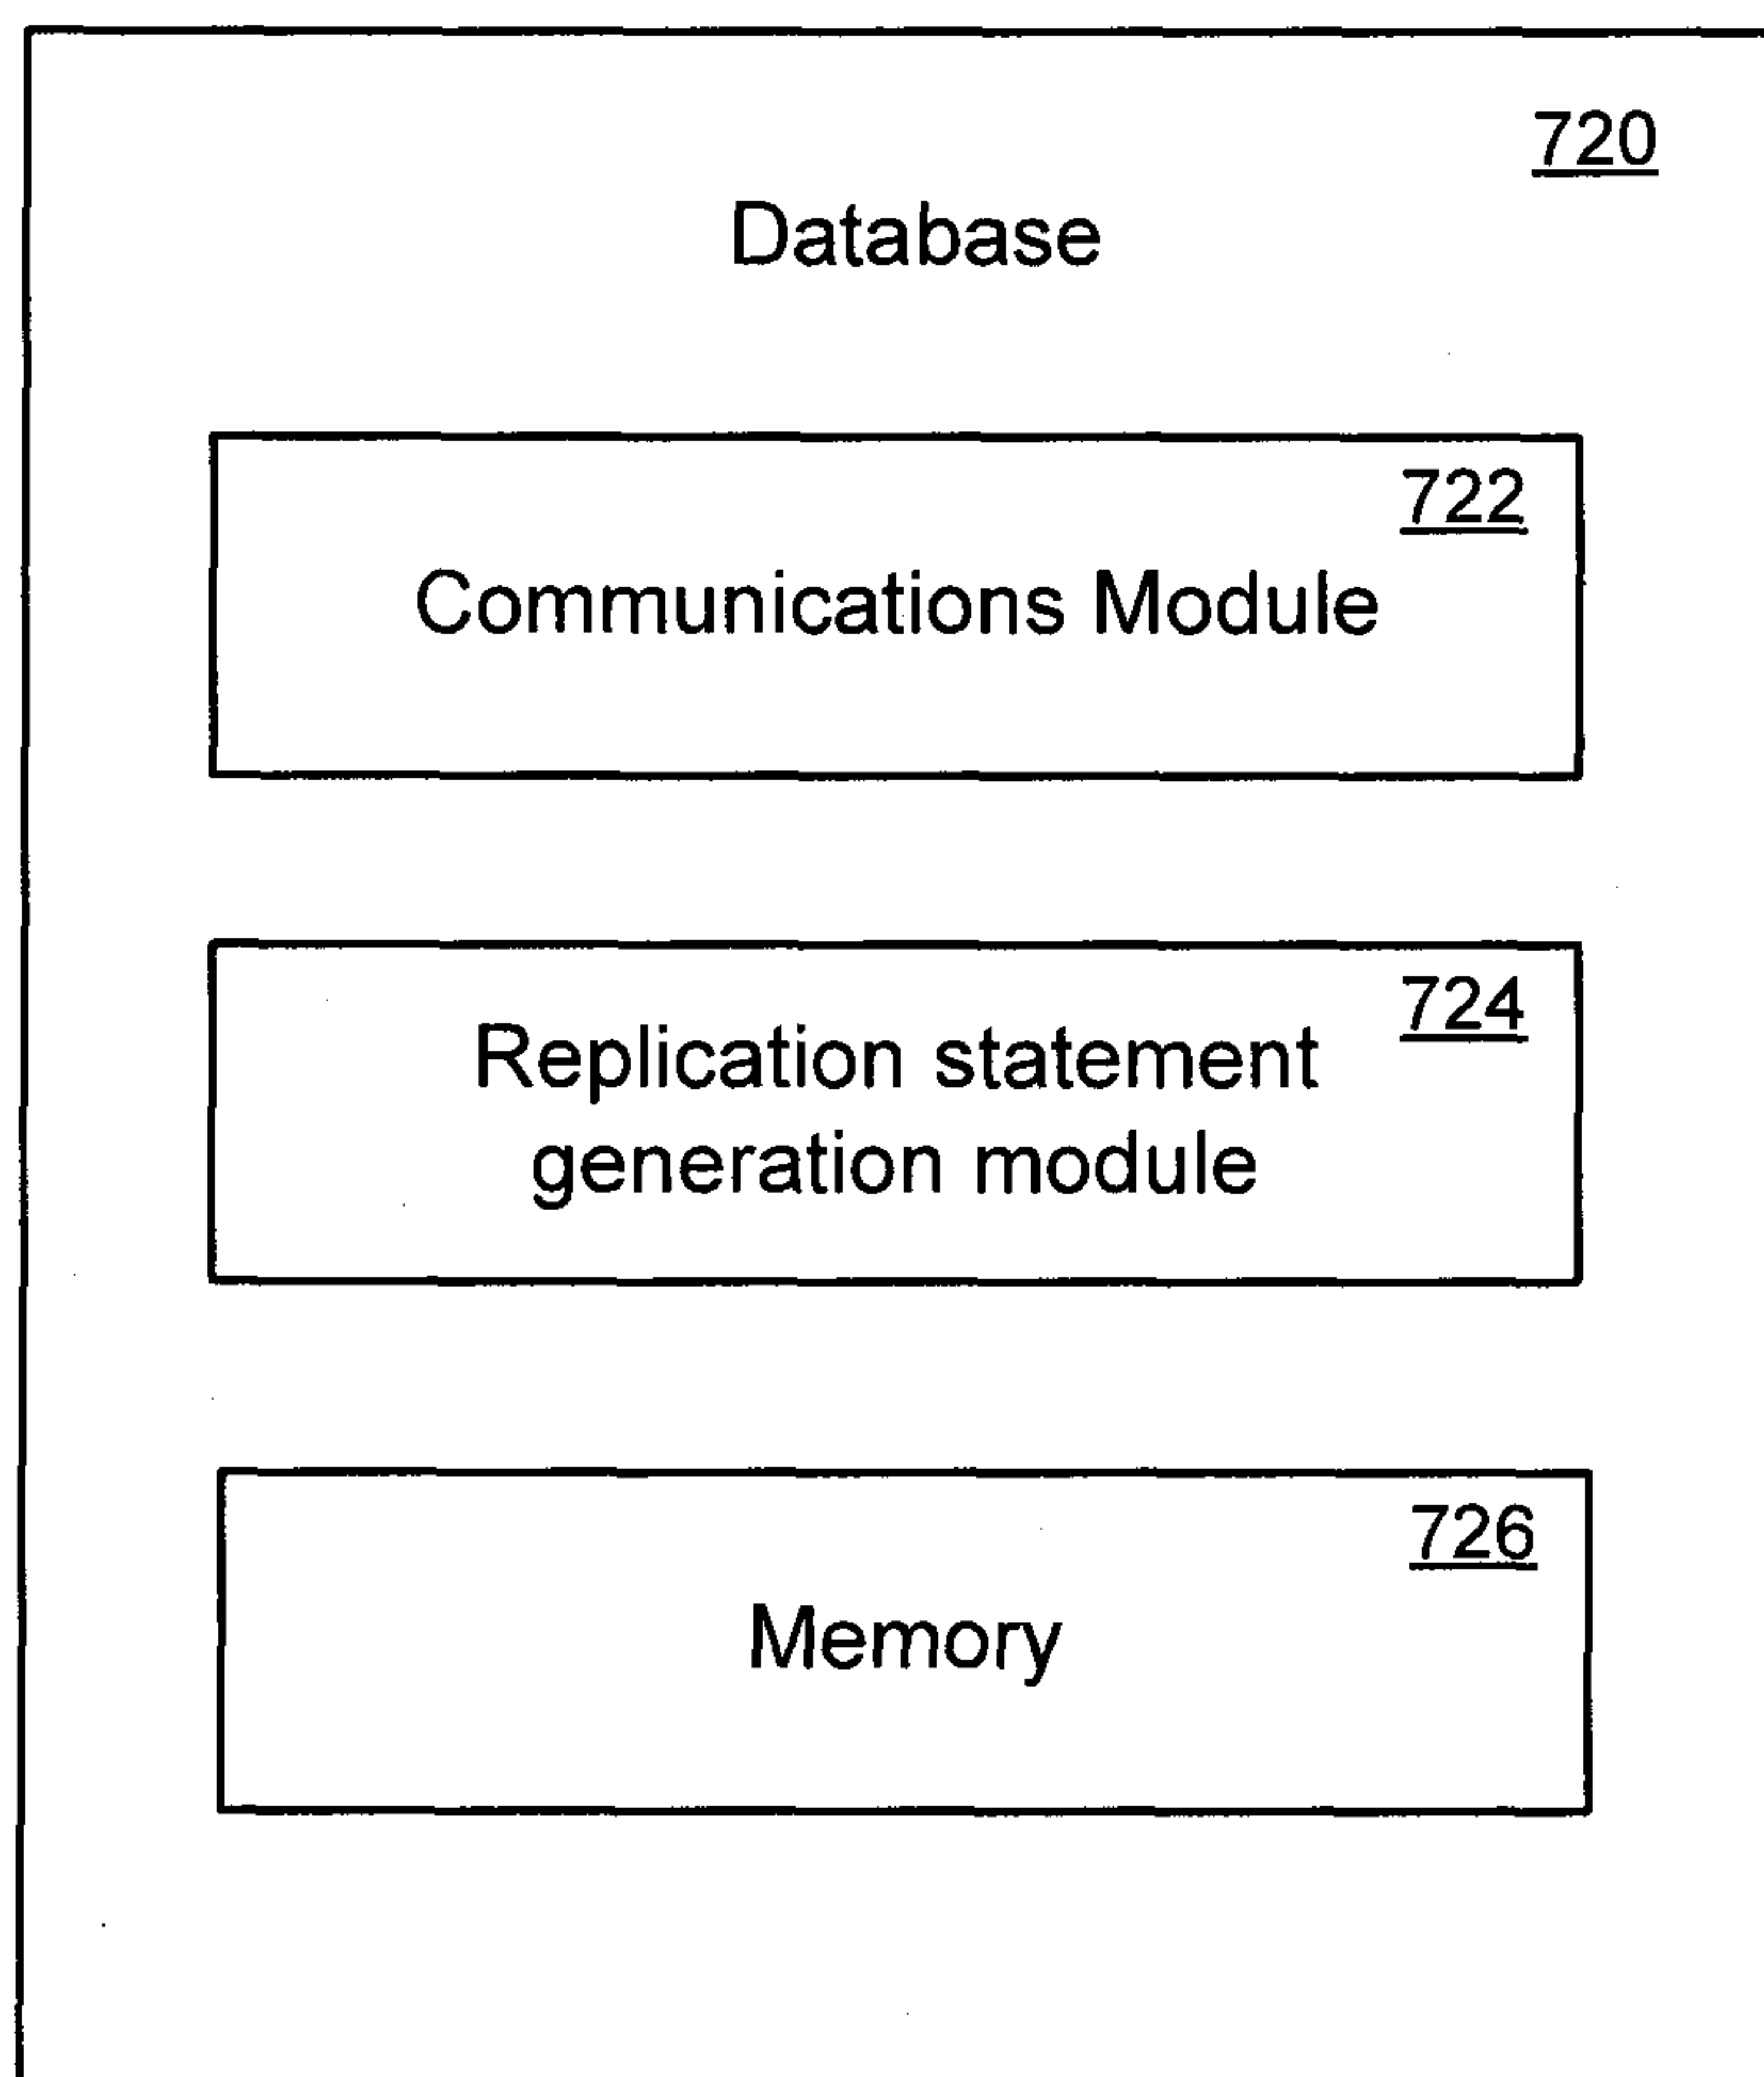 720
Database
722
Communications Module
724
Replication statement
generation module
726
Memory